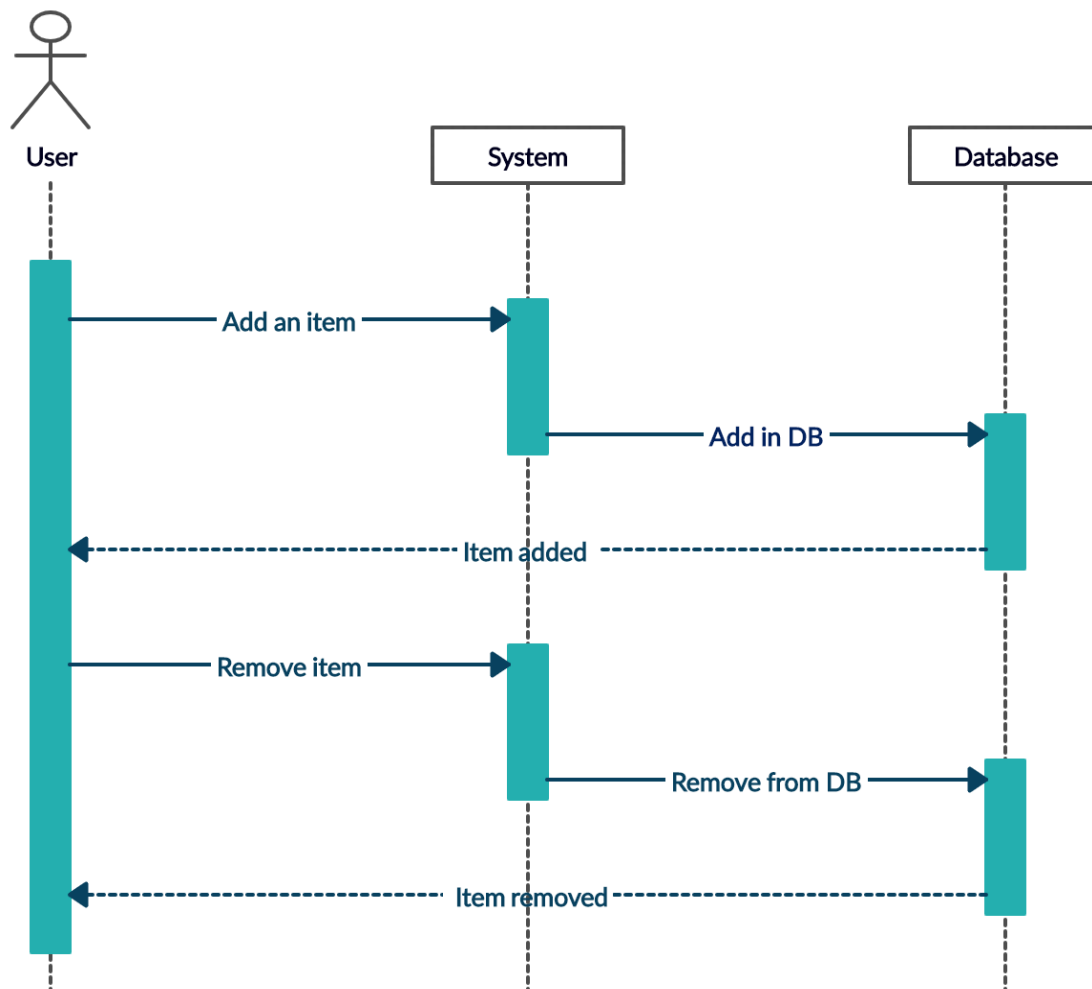 User
System
Database
Add an item
Add in DB
Item added
Remove item
Remove from DB
Item removed